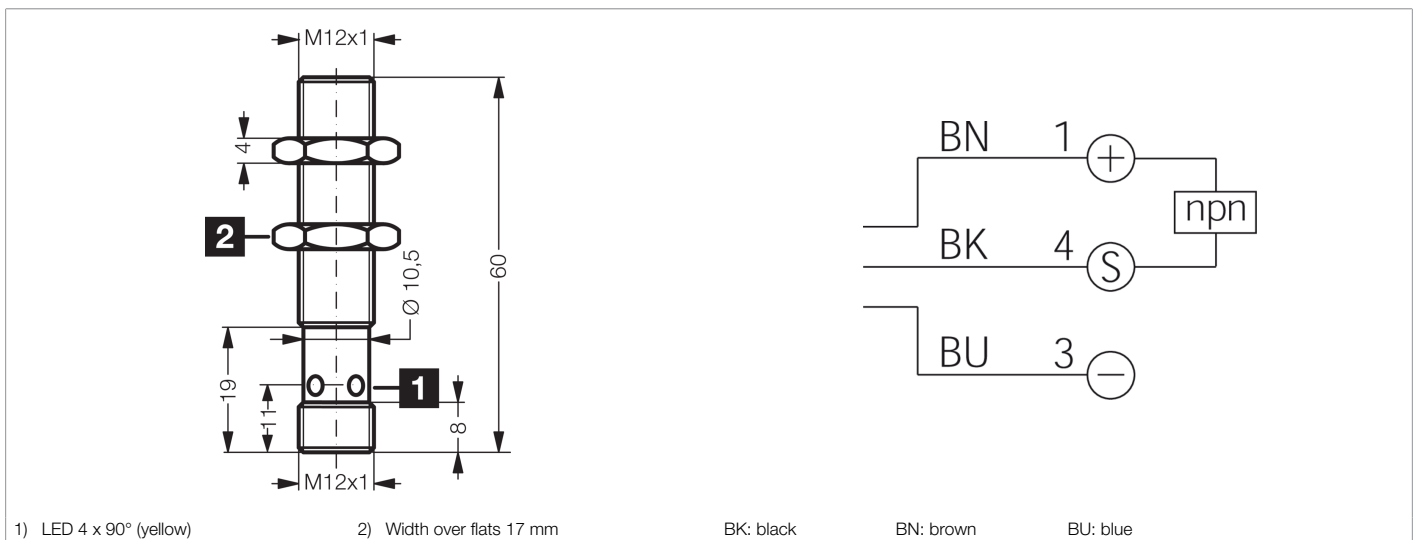 M12x1
4
2
Ø 10,5
60
19
11
1
8
M12x1
BN 1 +
npn
BK 4 S
BU 3 −
1) LED 4 x 90° (yellow) 2) Width over flats 17 mm BK: black BN: brown BU: blue